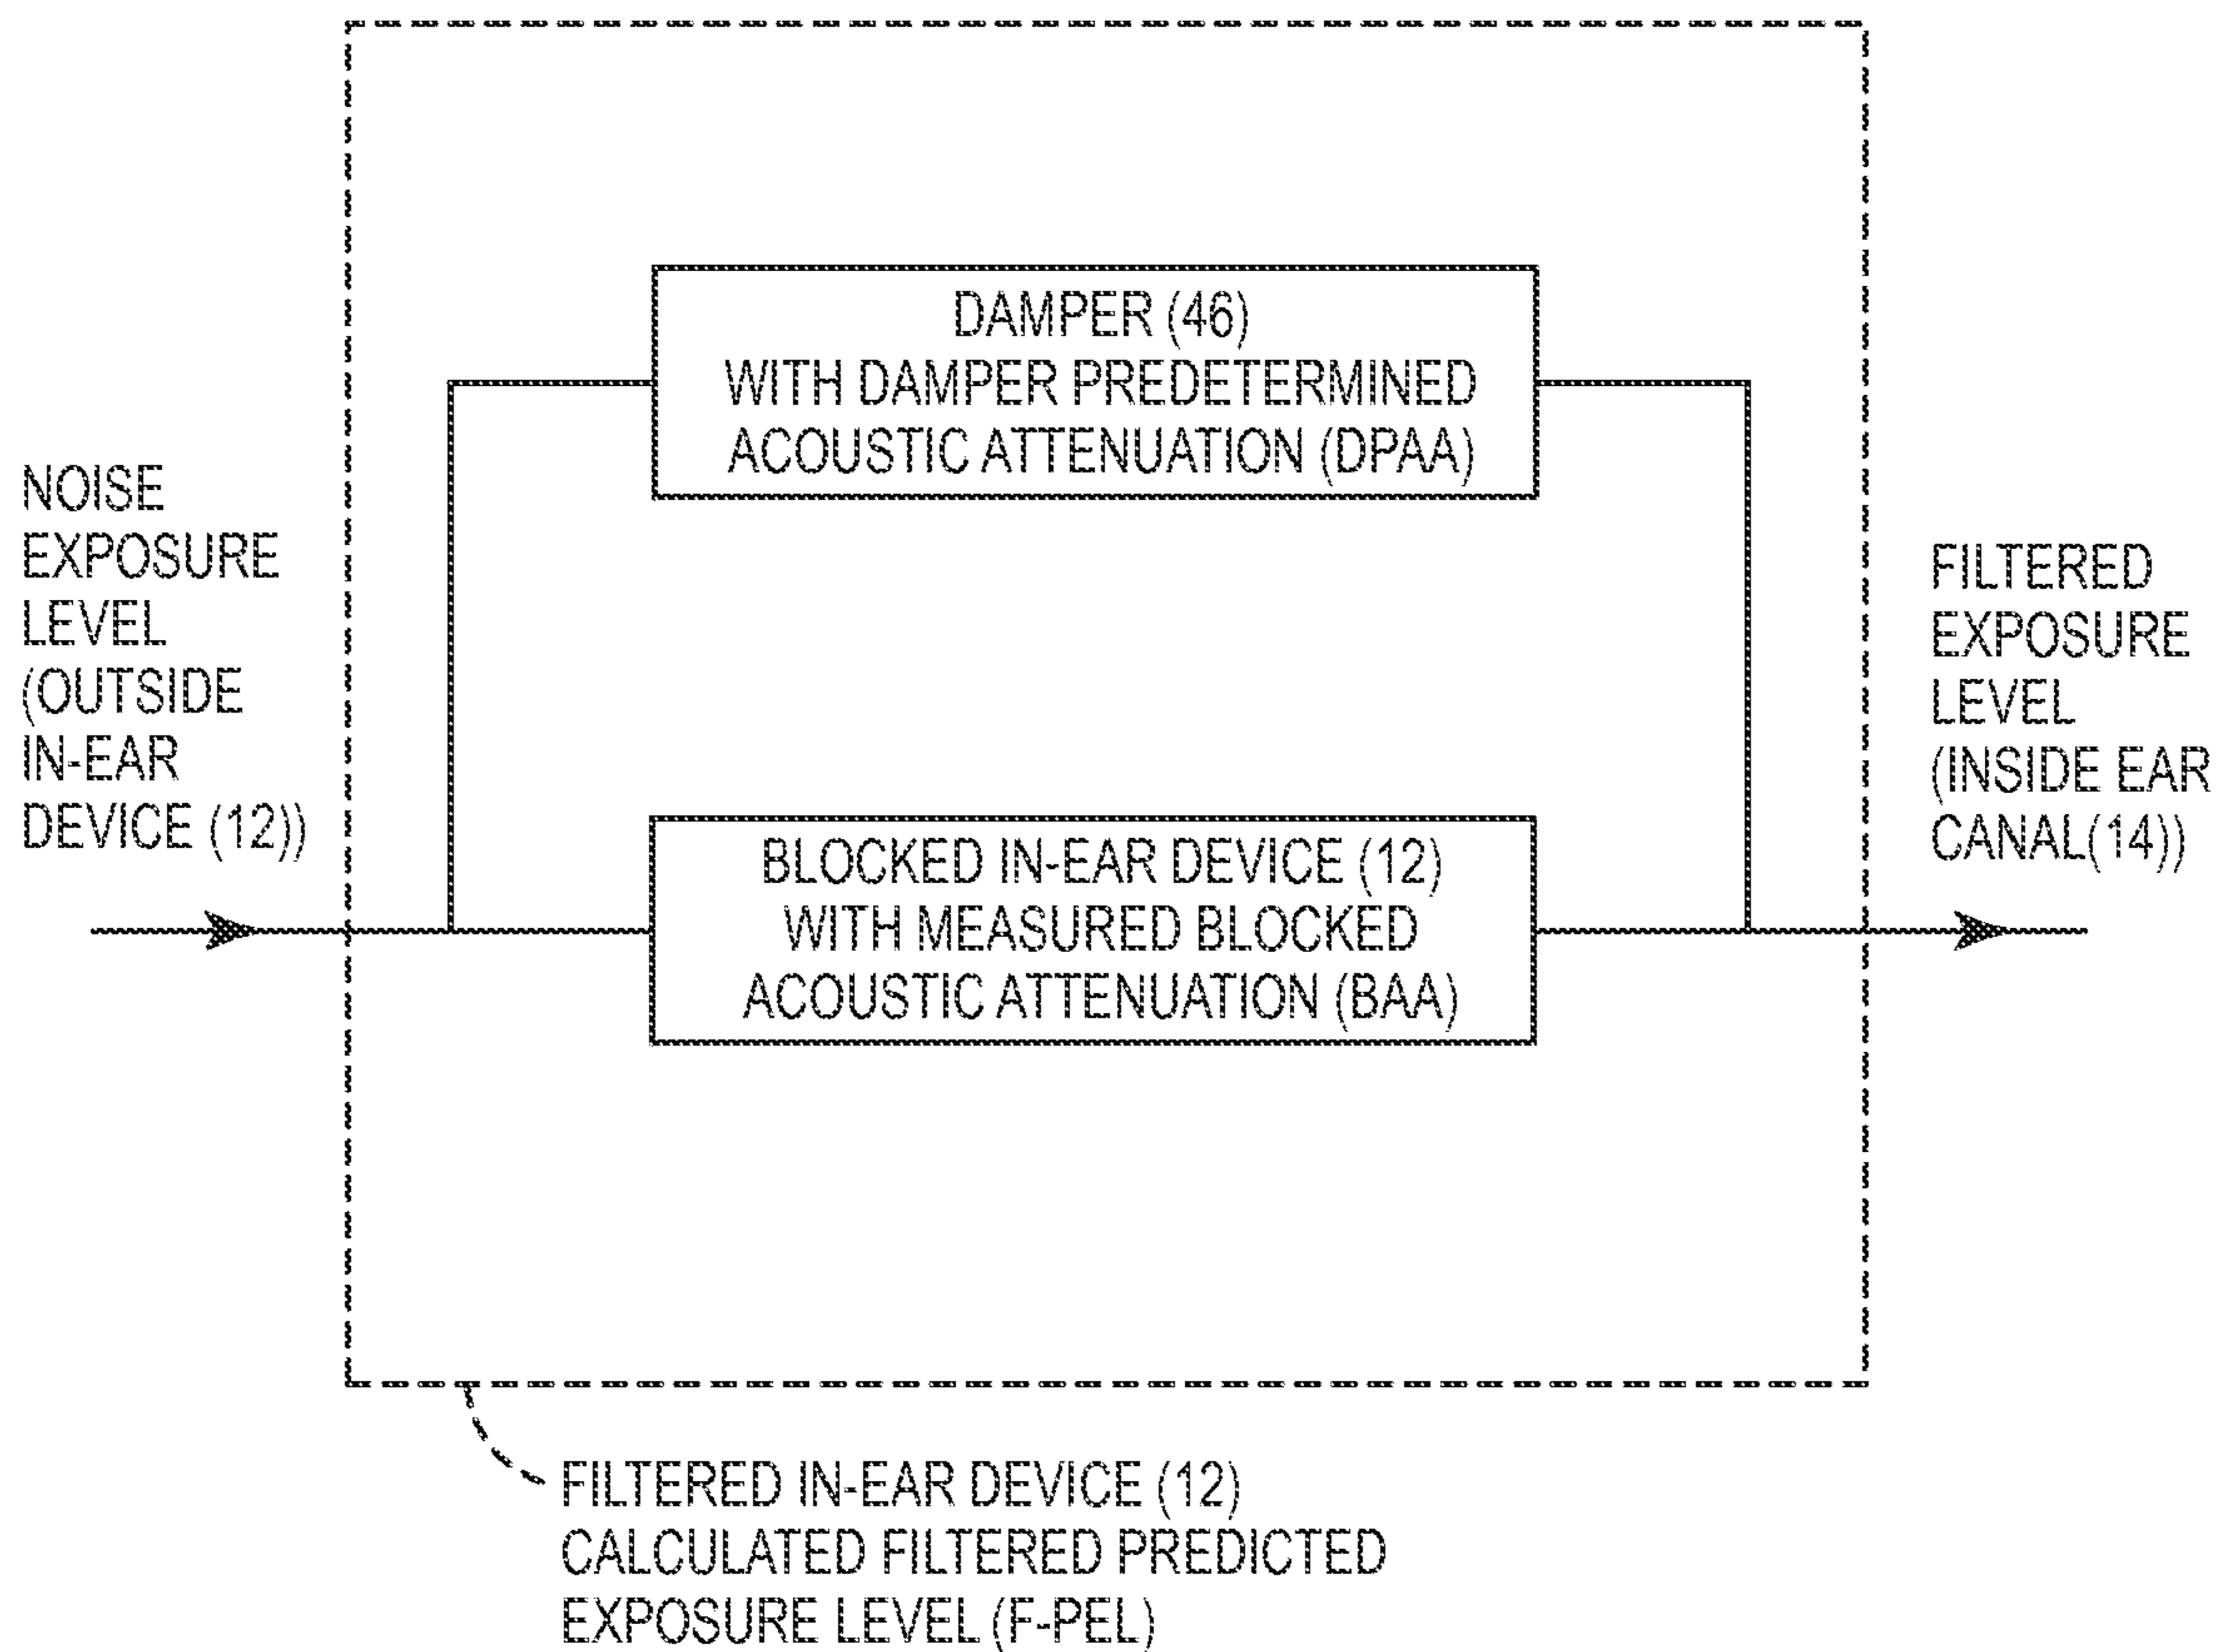 NOISE
EXPOSURE
LEVEL
(OUTSIDE
IN-EAR
DEVICE (12))
DAMPER (46)
WITH DAMPER PREDETERMINED
ACOUSTIC ATTENUATION (DPAA)
BLOCKED IN-EAR DEVICE (12)
WITH MEASURED BLOCKED
ACOUSTIC ATTENUATION (BAA)
FILTERED
EXPOSURE
LEVEL
(INSIDE EAR
CANAL(14))
FILTERED IN-EAR DEVICE (12)
CALCULATED FILTERED PREDICTED
EXPOSURE LEVEL (F-PEL)